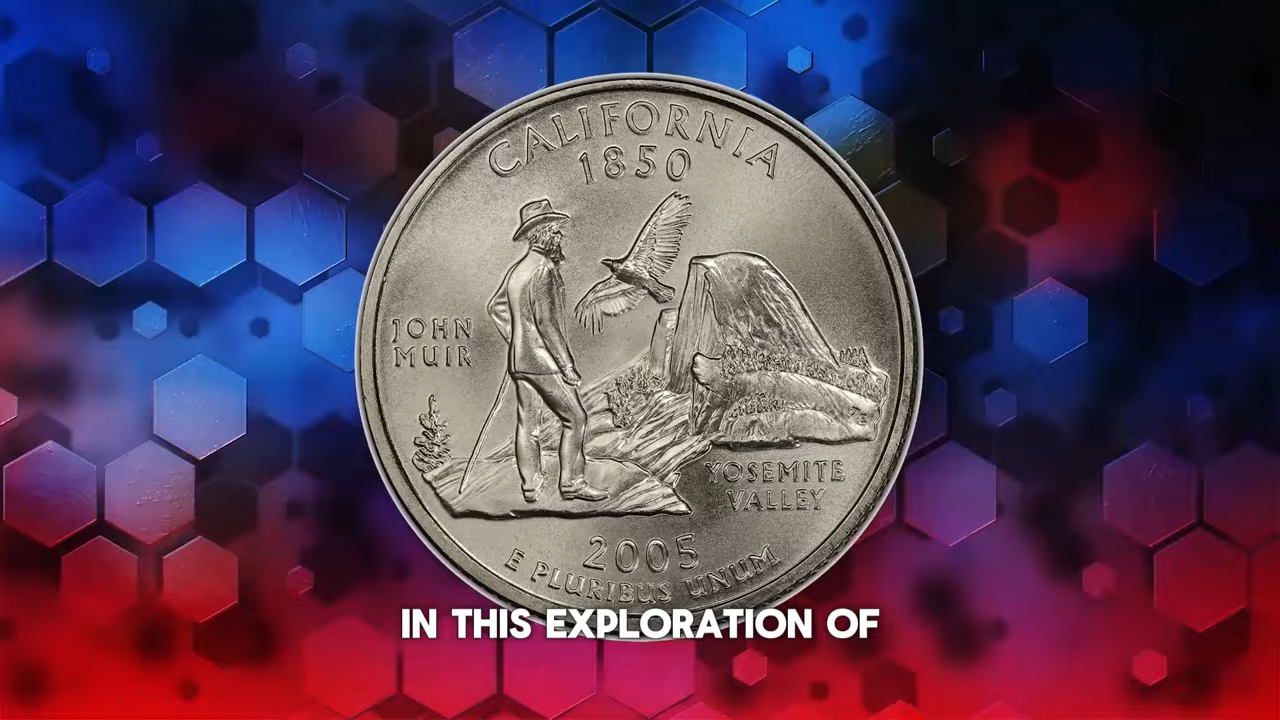 CALIFORNIA
1850
JOHN
MUIR
YOSEMITE
VALLEY
2005
E PLURIBUS UNUM
IN THIS EXPLORATION OF